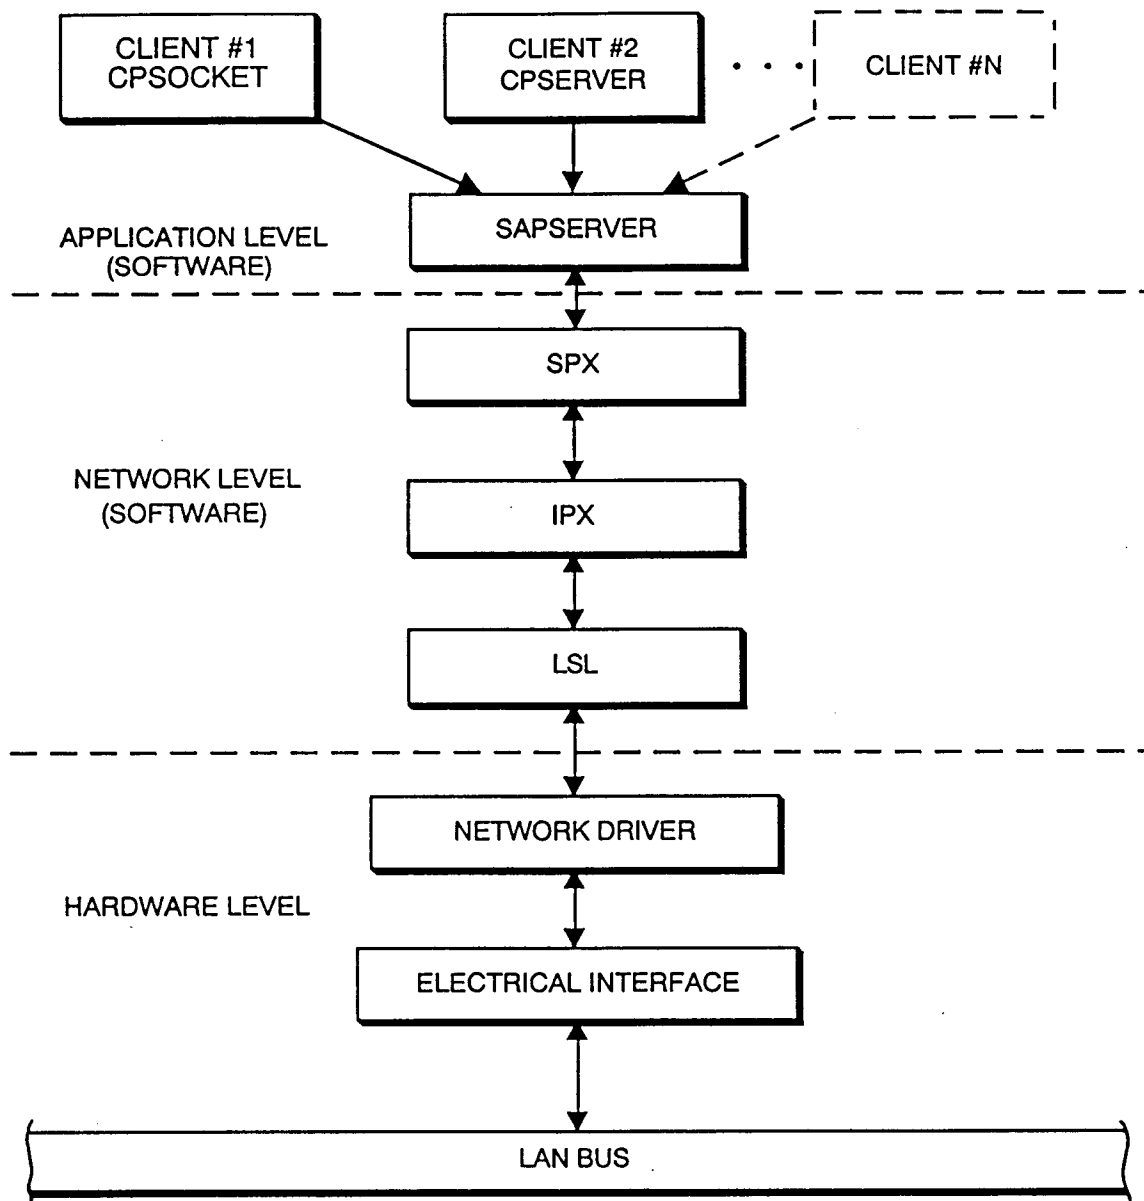 CLIENT #1
CPSOCKET
CLIENT #2
CPSERVER
CLIENT #N
SAPSERVER
APPLICATION LEVEL
(SOFTWARE)
SPX
NETWORK LEVEL
(SOFTWARE)
IPX
LSL
NETWORK DRIVER
HARDWARE LEVEL
ELECTRICAL INTERFACE
LAN BUS